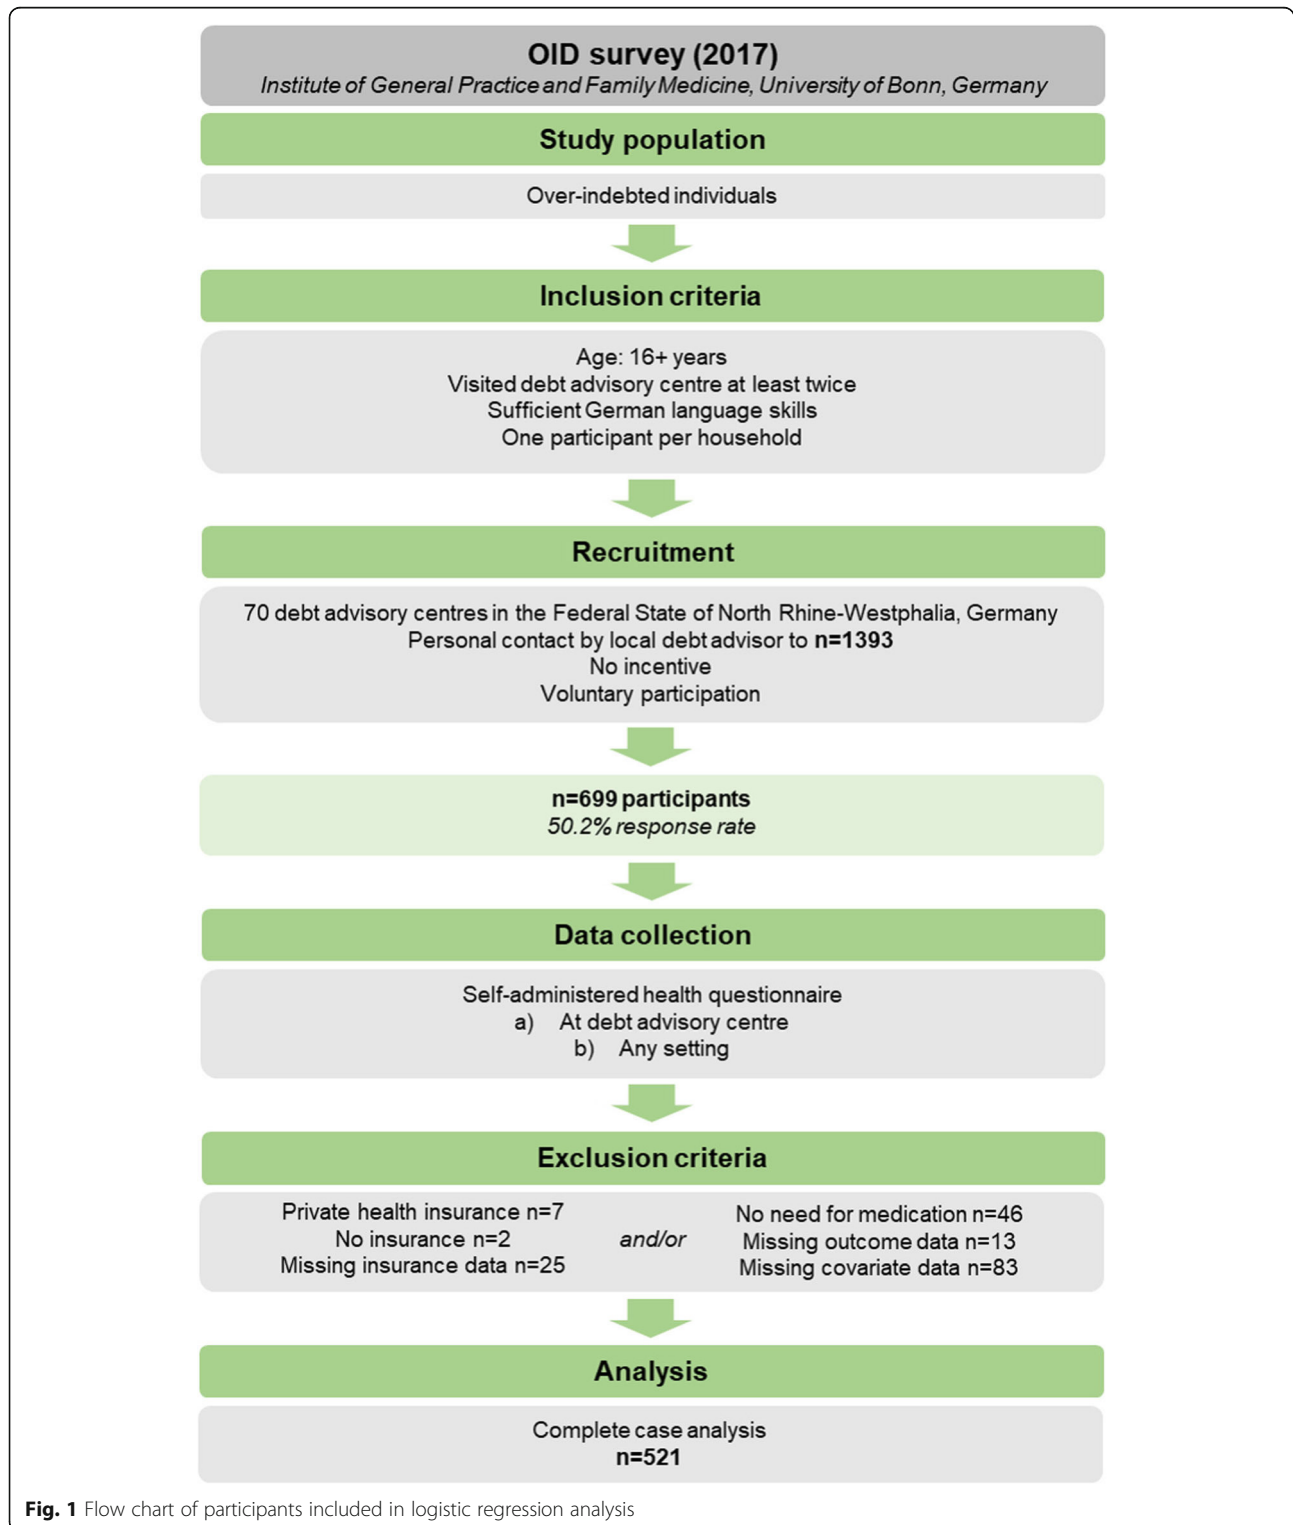 OID survey (2017)
Institute of General Practice and Family Medicine, University of Bonn, Germany
Study population
Over-indebted individuals
Inclusion criteria
Age: 16+ years
Visited debt advisory centre at least twice
Sufficient German language skills
One participant per household
Recruitment
70 debt advisory centres in the Federal State of North Rhine-Westphalia, Germany
Personal contact by local debt advisor to n=1393
No incentive
Voluntary participation
n=699 participants
50.2% response rate
Data collection
Self-administered health questionnaire
a) At debt advisory centre
b) Any setting
Exclusion criteria
Private health insurance n=7
No insurance n=2
Missing insurance data n=25
and/or
No need for medication n=46
Missing outcome data n=13
Missing covariate data n=83
Analysis
Complete case analysis
n=521
Fig. 1 Flow chart of participants included in logistic regression analysis